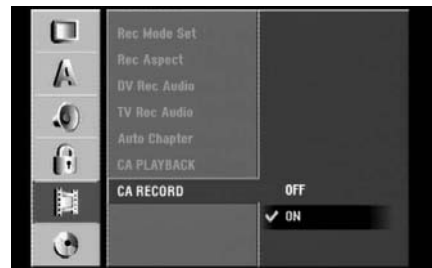 Rec Mode Set
Rec Aspect
DV Rec Audio
TV Rec Audio
Auto Chapter
CA PLAYBACK
CA RECORD
OFF
✓ ON